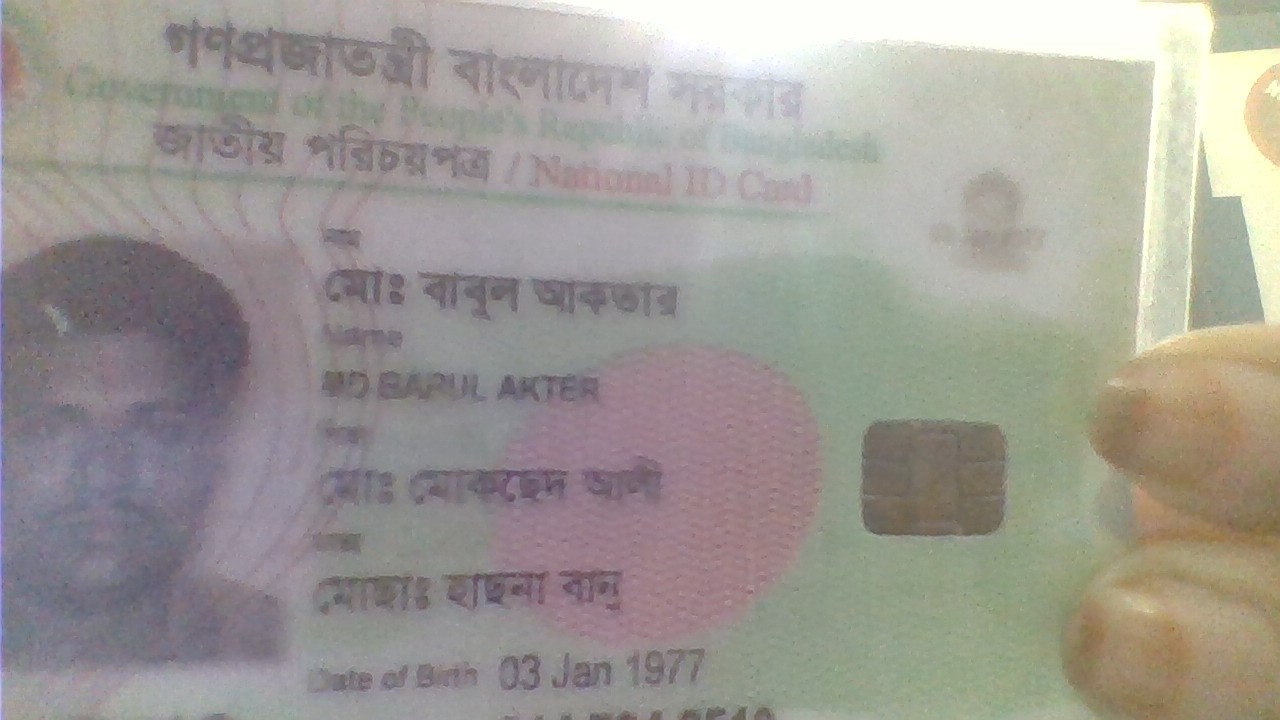 গণপ্রজাতন্ত্রী বাংলাদেশ সরকার
Government of the People's Republic of Bangladesh
জাতীয় পরিচয়পত্র / National ID Card
নাম
মোঃ বাবুল আকতার
Name
MD BABUL AKTER
পিতা
মোঃ মোকছেদ আলী
মাতা
মোছাঃ হাছনা বানু
Date of Birth 03 Jan 1977